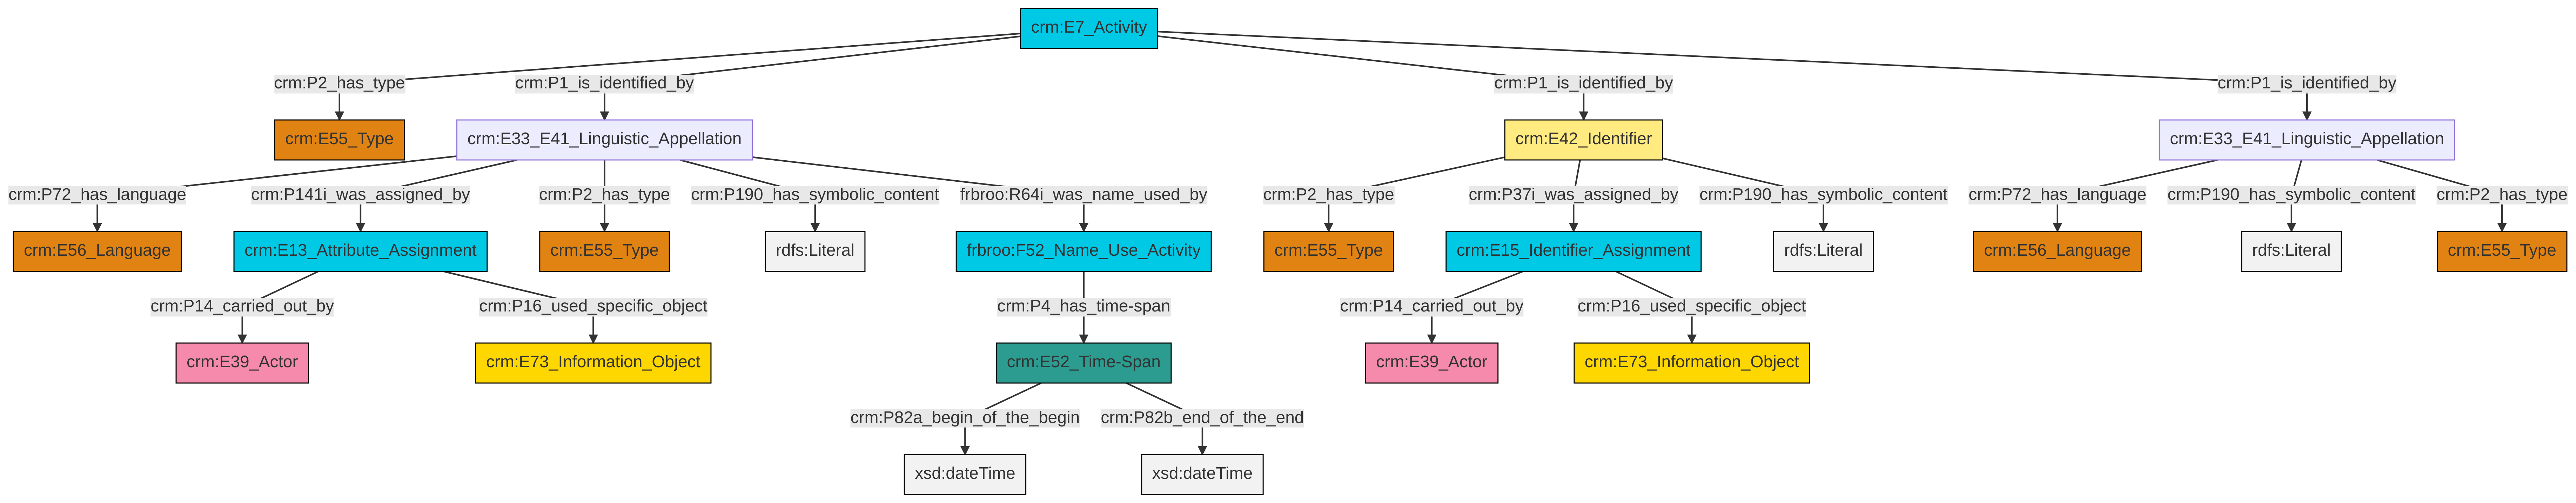 crm:E7_Activity
crm:P2_has_type
crm:P1_is_identified_by
crm:P1_is_identified_by
crm:P1_is_identified_by
crm:E55_Type
crm:E33_E41_Linguistic_Appellation
crm:E42_Identifier
crm:E33_E41_Linguistic_Appellation
crm:P72_has_language
crm:P141i_was_assigned_by
crm:P2_has_type
crm:P190_has_symbolic_content
frbroo:R64i_was_name_used_by
crm:P2_has_type
crm:P37i_was_assigned_by
crm:P190_has_symbolic_content
crm:P72_has_language
crm:P190_has_symbolic_content
crm:P2_has_type
crm:E56_Language
crm:E13_Attribute_Assignment
crm:E55_Type
rdfs:Literal
frbroo:F52_Name_Use_Activity
crm:E55_Type
crm:E15_Identifier_Assignment
rdfs:Literal
crm:E56_Language
rdfs:Literal
crm:E55_Type
crm:P14_carried_out_by
crm:P16_used_specific_object
crm:P4_has_time-span
crm:P14_carried_out_by
crm:P16_used_specific_object
crm:E39_Actor
crm:E73_Information_Object
crm:E52_Time-Span
crm:E39_Actor
crm:E73_Information_Object
crm:P82a_begin_of_the_begin
crm:P82b_end_of_the_end
xsd:dateTime
xsd:dateTime